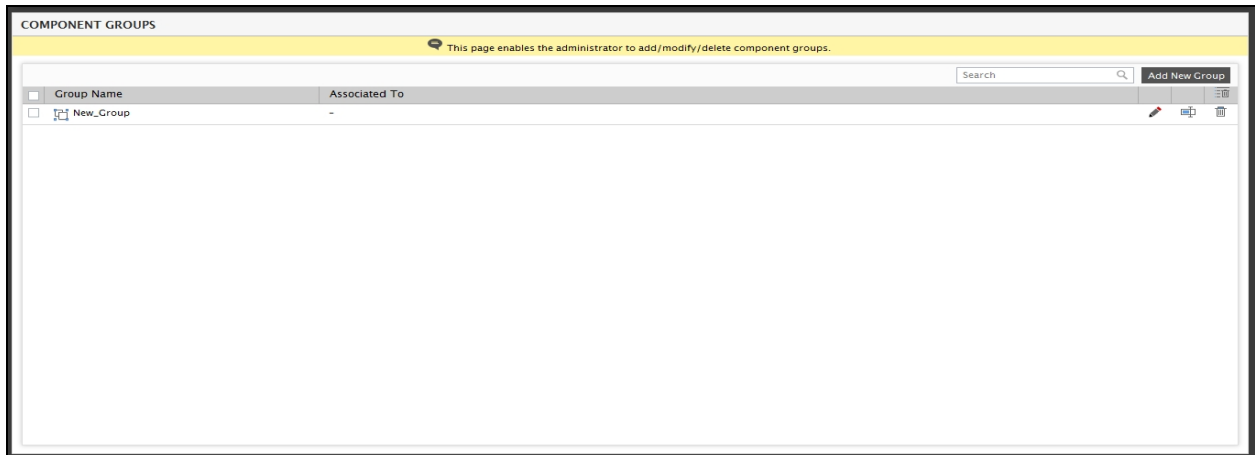 COMPONENT GROUPS
This page enables the administrator to add/modify/delete component groups.
Search Add New Group
Group Name Associated To
New_Group -